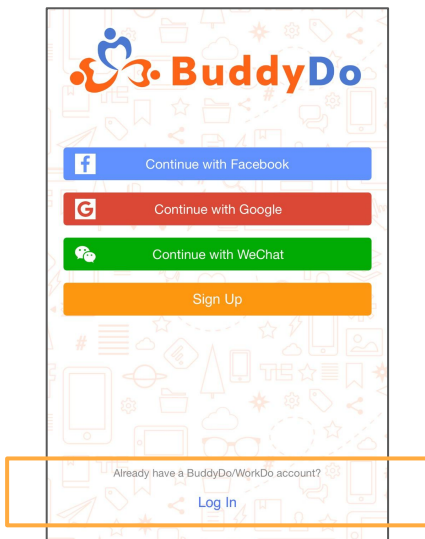 BuddyDo
Continue with Facebook
Continue with Google
Continue with WeChat
Sign Up
Already have a BuddyDo/WorkDo account?
Log In